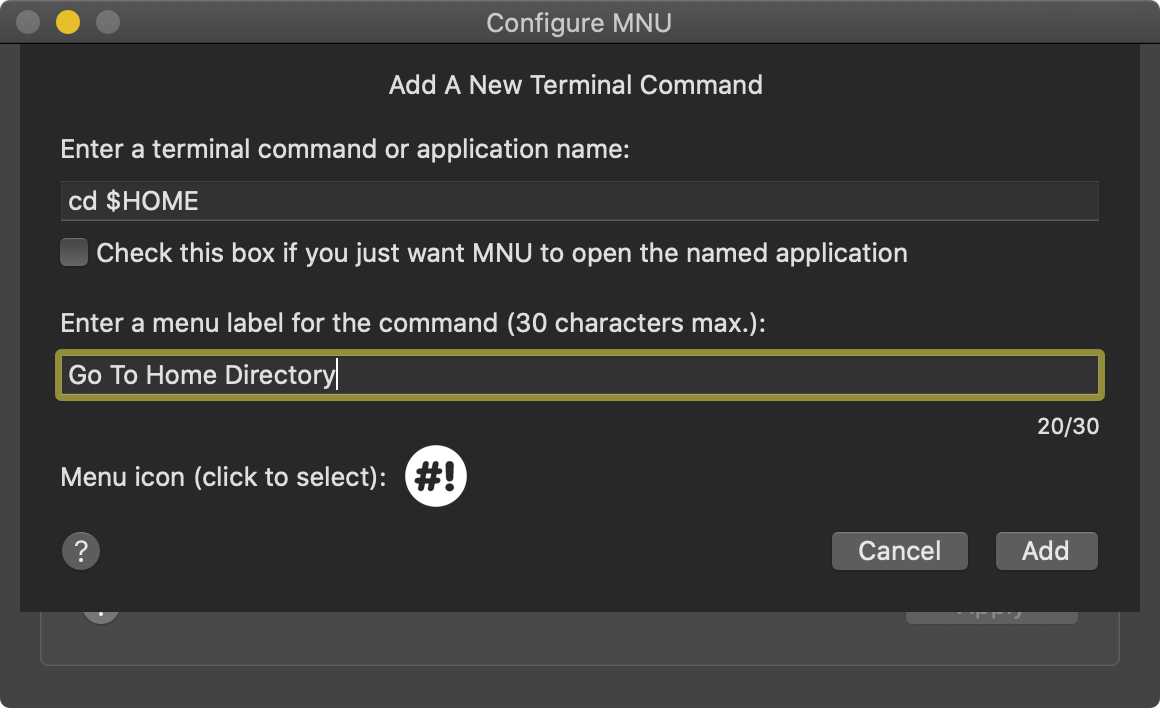 Configure MNU
Add A New Terminal Command
Enter a terminal command or application name:
cd $HOME
Check this box if you just want MNU to open the named application
Enter a menu label for the command (30 characters max.):
Go To Home Directory
20/30
Menu icon (click to select): #!
? Cancel Add
Apply